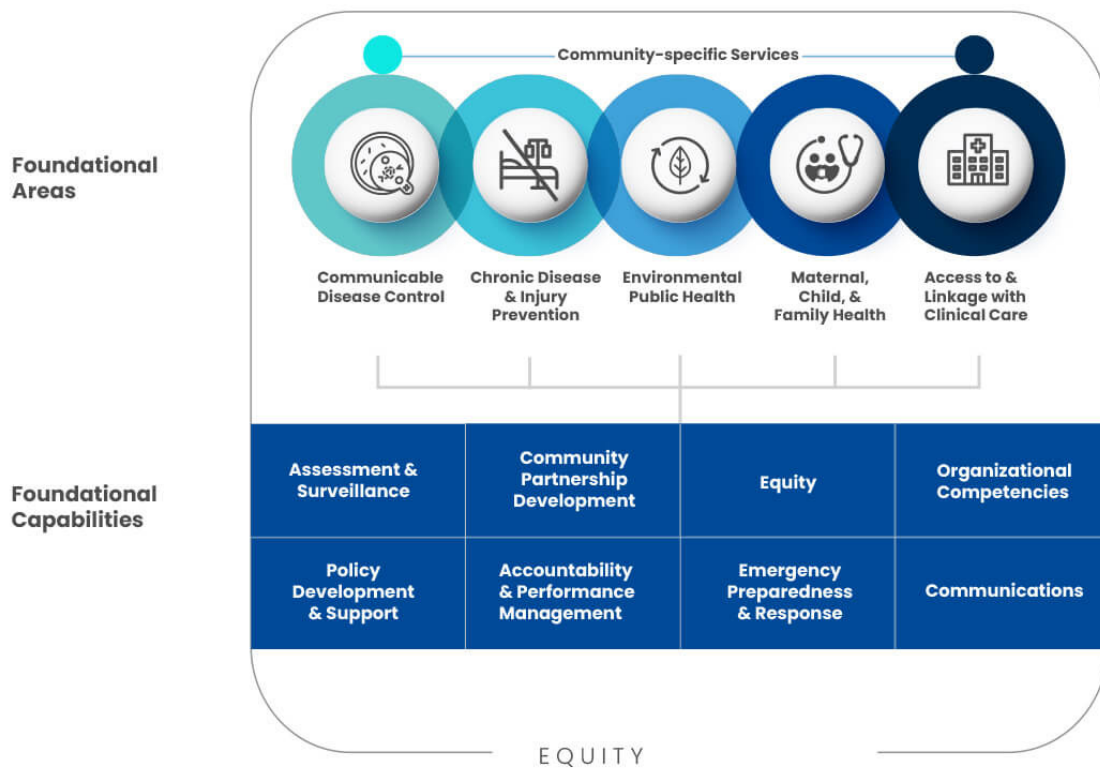 Community-specific Services
Foundational
Areas
Communicable
Disease Control
Chronic Disease
& Injury
Prevention
Environmental
Public Health
Maternal,
Child, &
Family Health
Access to &
Linkage with
Clinical Care
Foundational
Capabilities
Assessment &
Surveillance
Community
Partnership
Development
Equity
Organizational
Competencies
Policy
Development
& Support
Accountability
& Performance
Management
Emergency
Preparedness
& Response
Communications
EQUITY